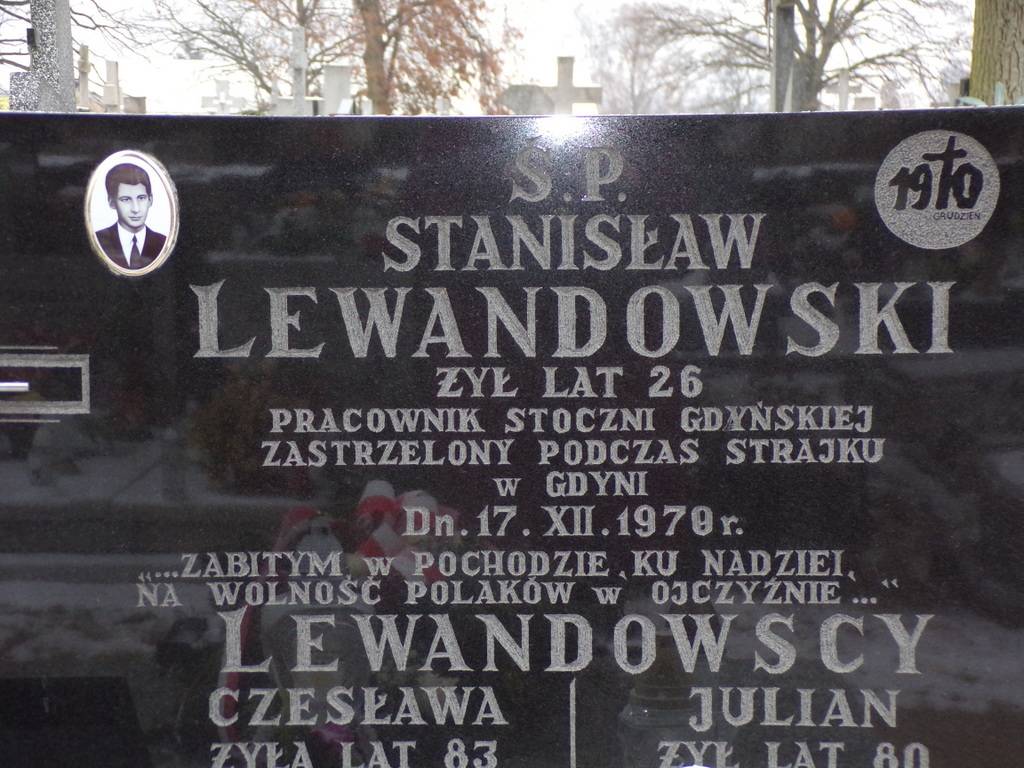 Ś.P.
STANISŁAW
LEWANDOWSKI
ŻYŁ LAT 26
PRACOWNIK STOCZNI GDYŃSKIEJ
ZASTRZELONY PODCZAS STRAJKU
w GDYNI
Dn. 17. XII. 1970 r.
„...ZABITYM w POCHODZIE KU NADZIEI,
NA WOLNOŚĆ POLAKÓW w OJCZYŹNIE..."
LEWANDOWSCY
CZESŁAWA
ŻYŁA LAT 83
JULIAN
ŻYŁ LAT 80
1970
GRUDZIEŃ